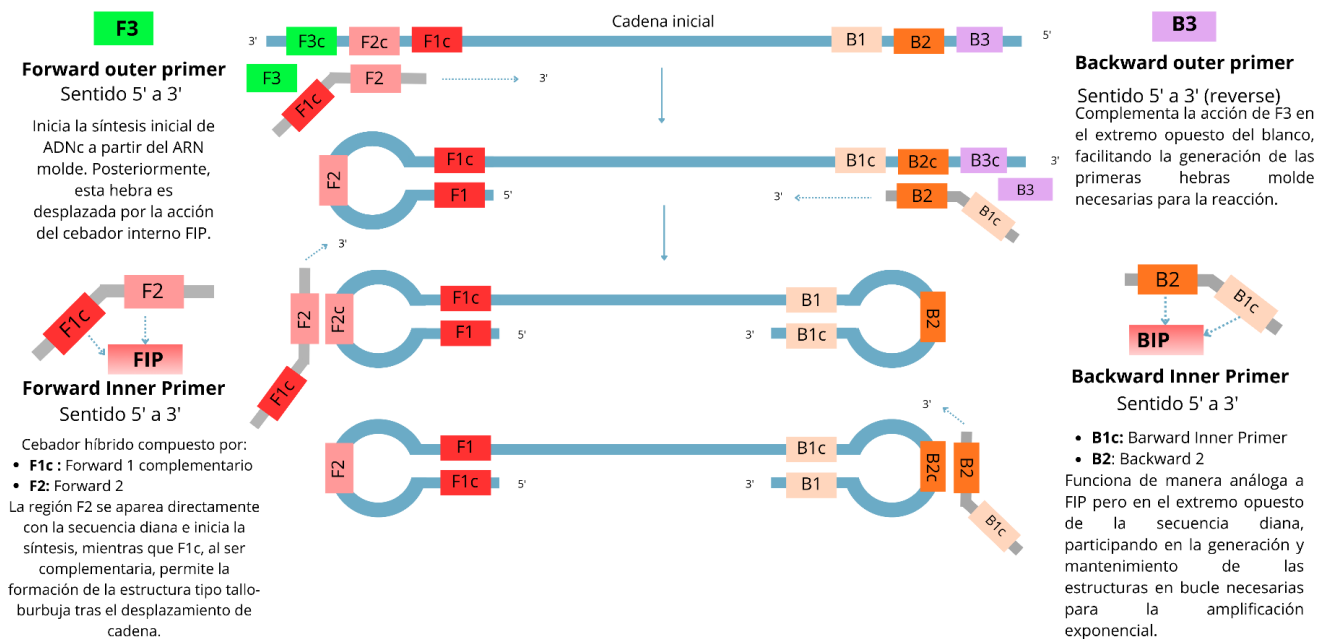 F3
Forward outer primer
Sentido 5' a 3'
Inicia la síntesis inicial de
ADNc a partir del ARN
molde. Posteriormente,
esta hebra es
desplazada por la acción
del cebador interno FIP.
F1c
F2
FIP
Forward Inner Primer
Sentido 5' a 3'
Cebador híbrido compuesto por:
• F1c : Forward 1 complementario
• F2: Forward 2
La región F2 se aparea directamente
con la secuencia diana e inicia la
síntesis, mientras que F1c, al ser
complementaria, permite la
formación de la estructura tipo tallo-
burbuja tras el desplazamiento de
cadena.
Cadena inicial
3' F3c F2c F1c B1 B2 B3 5'
F3 F1c F2 3'
F2 F1c B1c B2c B3c 3'
F1 5' 3' B2 B1c B3
3'
F2 F2c F1c B1 B2
F1 5' 3' B1c
F1c
3'
F2 F1 B1c B2c B2
F1c 5' 3' B1
B1c
B3
Backward outer primer
Sentido 5' a 3' (reverse)
Complementa la acción de F3 en
el extremo opuesto del blanco,
facilitando la generación de las
primeras hebras molde
necesarias para la reacción.
B2
B1c
BIP
Backward Inner Primer
Sentido 5' a 3'
• B1c: Barward Inner Primer
• B2: Backward 2
Funciona de manera análoga a
FIP pero en el extremo opuesto
de la secuencia diana,
participando en la generación y
mantenimiento de las
estructuras en bucle necesarias
para la amplificación
exponencial.